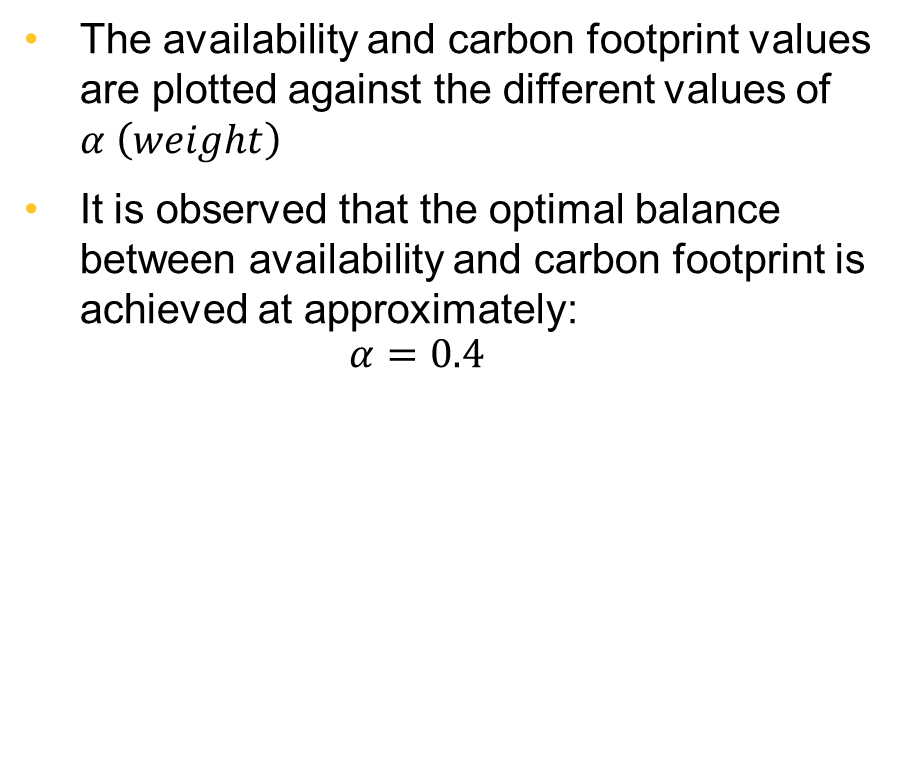 • The availability and carbon footprint values
are plotted against the different values of
𝛼 (𝑤𝑒𝑖𝑔ℎ𝑡)
• It is observed that the optimal balance
between availability and carbon footprint is
achieved at approximately:
𝛼 = 0.4